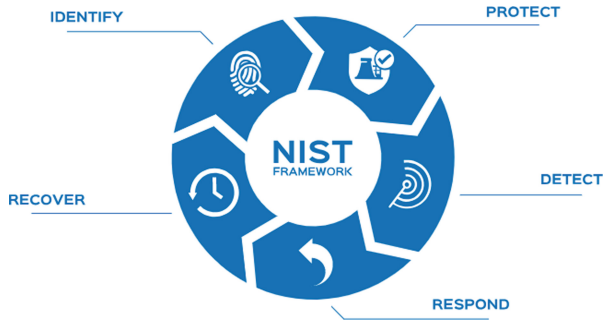 IDENTIFY
PROTECT
NIST
FRAMEWORK
DETECT
RECOVER
RESPOND